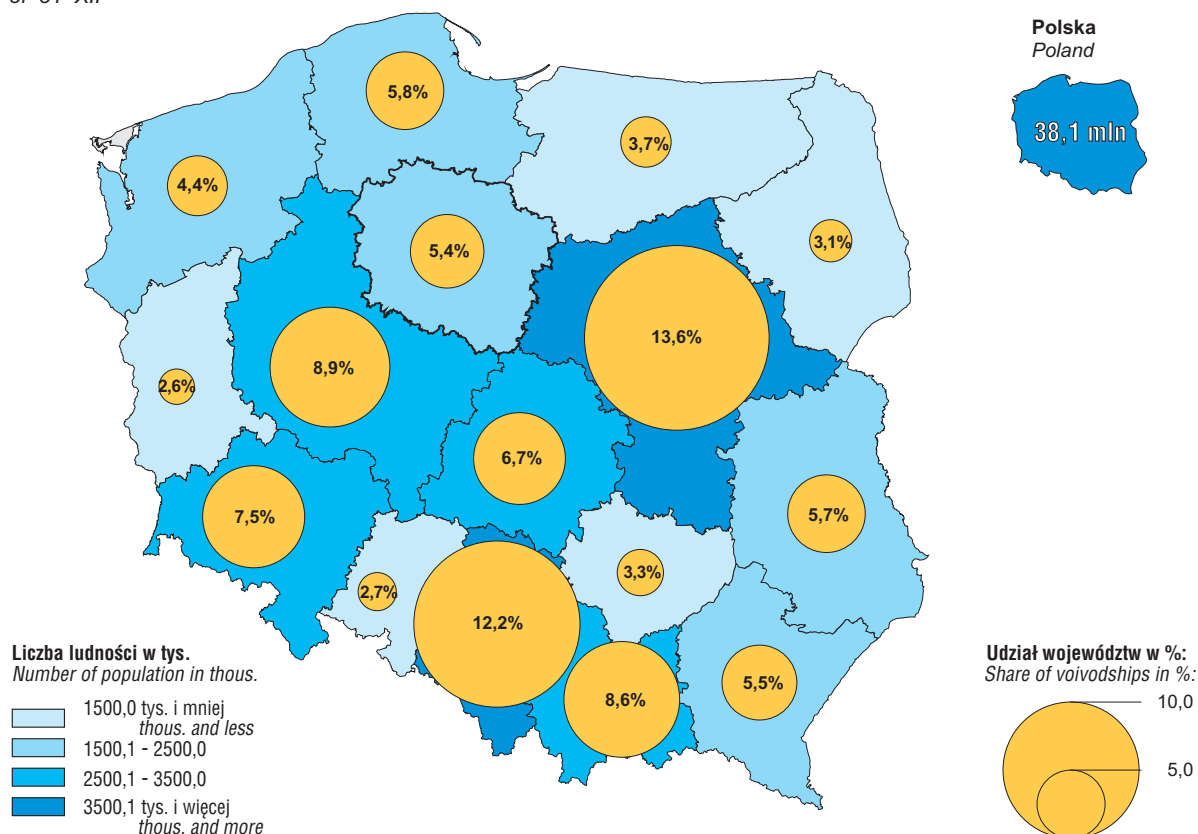 Polska
Poland
38,1 mln
5,8%
3,7%
4,4%
3,1%
5,4%
13,6%
8,9%
2,6%
6,7%
7,5%
5,7%
3,3%
2,7%
12,2%
5,5%
8,6%
Liczba ludności w tys.
Number of population in thous.
1500,0 tys. i mniej
thous. and less
1500,1 - 2500,0
2500,1 - 3500,0
3500,1 tys. i więcej
thous. and more
Udział województw w %:
Share of voivodships in %:
10,0
5,0